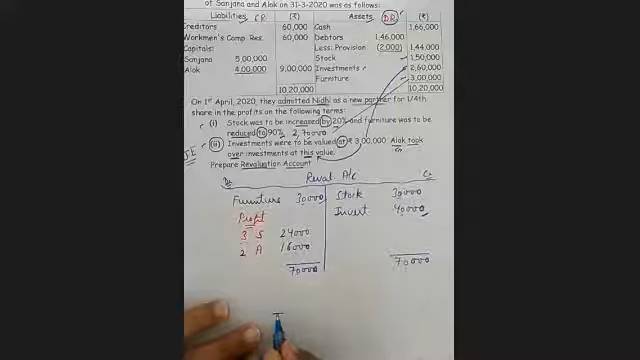 of Sanjana and Alok on 31-3-2020 was as follows:
Liabilities CR (₹) Assets DR (₹)
Creditors 60,000 Cash 1,66,000
Workmen's Comp Res. 60,000 Debtors 1,46,000
Capitals: Less: Provision (2,000) 1,44,000
Sanjana 5,00,000 Stock 1,50,000
Alok 4,00,000 9,00,000 Investments 2,60,000
Furniture 3,00,000
10,20,000 10,20,000
On 1st April, 2020, they admitted Nidhi as a new partner for 1/4th
share in the profits on the following terms:
(i) Stock was to be increased by 20% and furniture was to be
reduced to 90%. 2,70000
JE (ii) Investments were to be valued at ₹ 3,00,000. Alok took
over investments at this value. Cr
Prepare Revaluation Account
Reval A/c
Dr Cr
Furniture 30000 Stock 30000
Profit Invest 40000
3 S 24000
2 A 16000
70000 70000